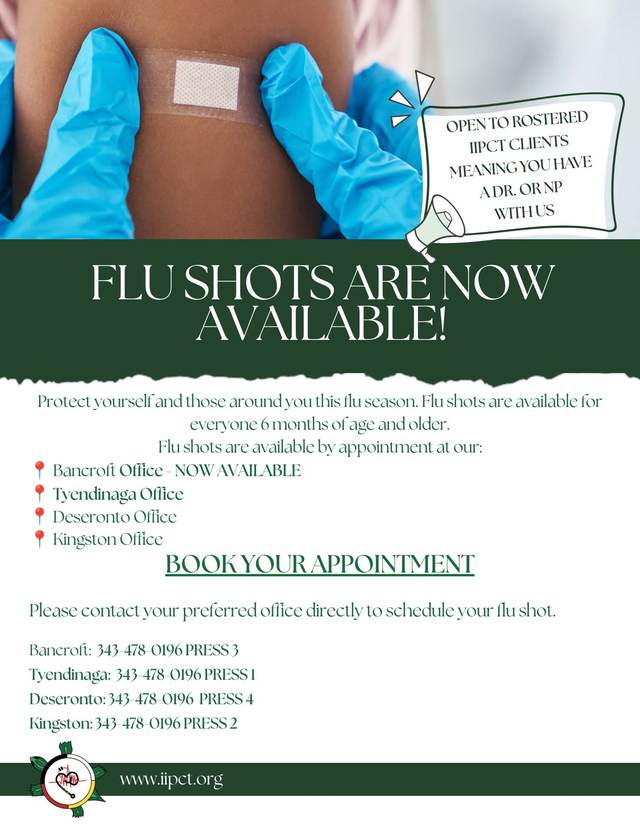 OPEN TO ROSTERED
IIPCT CLIENTS
MEANING YOU HAVE
A DR. OR NP
WITH US
FLU SHOTS ARE NOW
AVAILABLE!
Protect yourself and those around you this flu season. Flu shots are available for
everyone 6 months of age and older.
Flu shots are available by appointment at our:
📍 Bancroft Office - NOW AVAILABLE
📍 Tyendinaga Office
📍 Deseronto Office
📍 Kingston Office
BOOK YOUR APPOINTMENT
Please contact your preferred office directly to schedule your flu shot.
Bancroft: 343-478-0196 PRESS 3
Tyendinaga: 343-478-0196 PRESS 1
Deseronto: 343-478-0196 PRESS 4
Kingston: 343-478-0196 PRESS 2
www.iipct.org